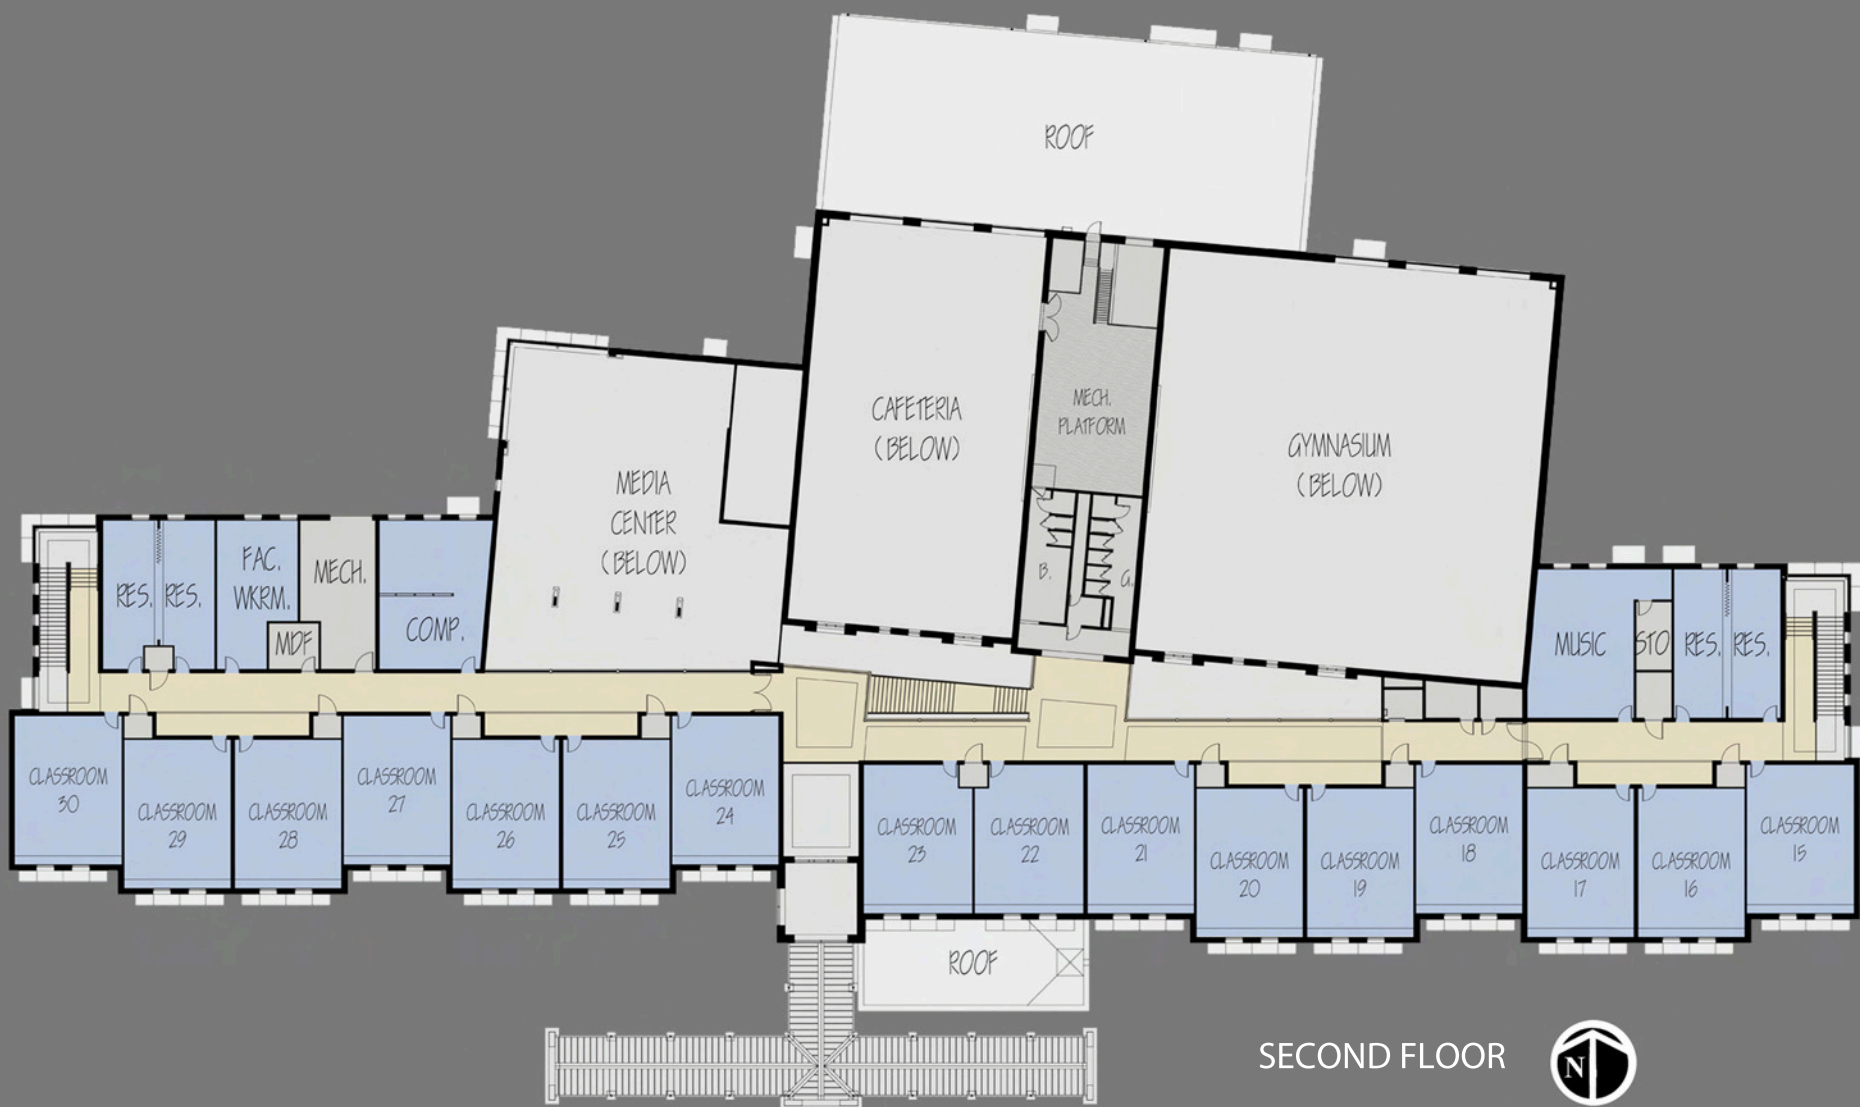 ROOF
CAFETERIA
(BELOW)
MECH.
PLATFORM
GYMNASIUM
(BELOW)
MEDIA
CENTER
(BELOW)
B.
G.
RES.
RES.
FAC.
WKRM.
MDF
MECH.
COMP.
MUSIC
STO
RES.
RES.
CLASSROOM
30
CLASSROOM
29
CLASSROOM
28
CLASSROOM
27
CLASSROOM
26
CLASSROOM
25
CLASSROOM
24
CLASSROOM
23
CLASSROOM
22
CLASSROOM
21
CLASSROOM
20
CLASSROOM
19
CLASSROOM
18
CLASSROOM
17
CLASSROOM
16
CLASSROOM
15
ROOF
SECOND FLOOR
N